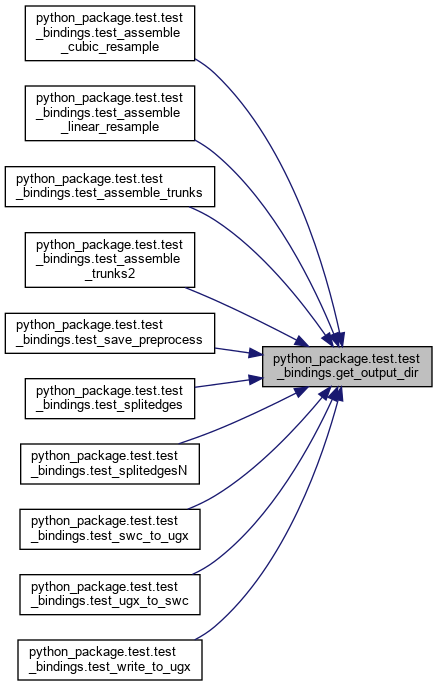 python_package.test.test
_bindings.test_assemble
_cubic_resample
python_package.test.test
_bindings.test_assemble
_linear_resample
python_package.test.test
_bindings.test_assemble_trunks
python_package.test.test
_bindings.test_assemble
_trunks2
python_package.test.test
_bindings.test_save_preprocess
python_package.test.test
_bindings.get_output_dir
python_package.test.test
_bindings.test_splitedges
python_package.test.test
_bindings.test_splitedgesN
python_package.test.test
_bindings.test_swc_to_ugx
python_package.test.test
_bindings.test_ugx_to_swc
python_package.test.test
_bindings.test_write_to_ugx